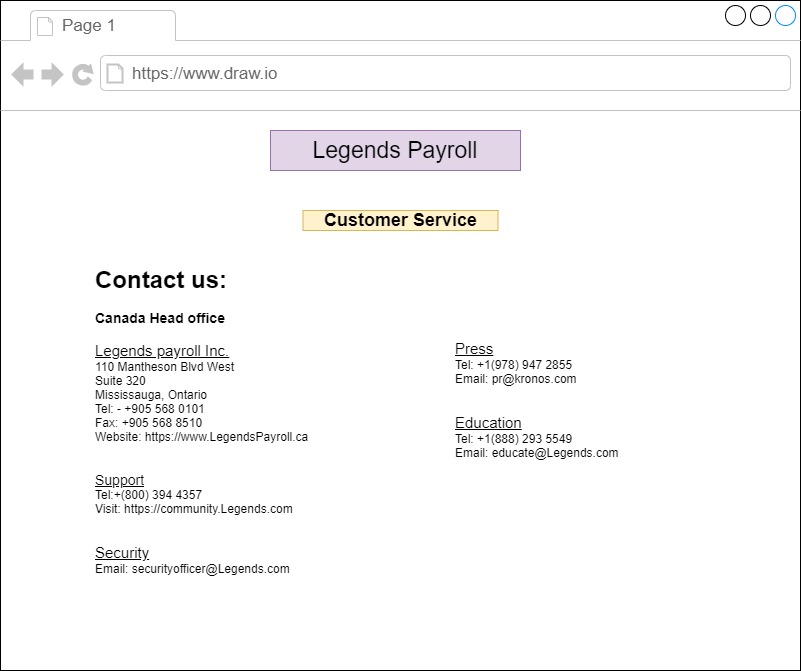 Page 1
https://www.draw.io
Legends Payroll
Customer Service
Contact us:
Canada Head office
Legends payroll Inc.
110 Mantheson Blvd West
Suite 320
Mississauga, Ontario
Tel: - +905 568 0101
Fax: +905 568 8510
Website: https://www.LegendsPayroll.ca
Support
Tel:+(800) 394 4357
Visit: https://community.Legends.com
Security
Email: securityofficer@Legends.com
Press
Tel: +1(978) 947 2855
Email: pr@kronos.com
Education
Tel: +1(888) 293 5549
Email: educate@Legends.com